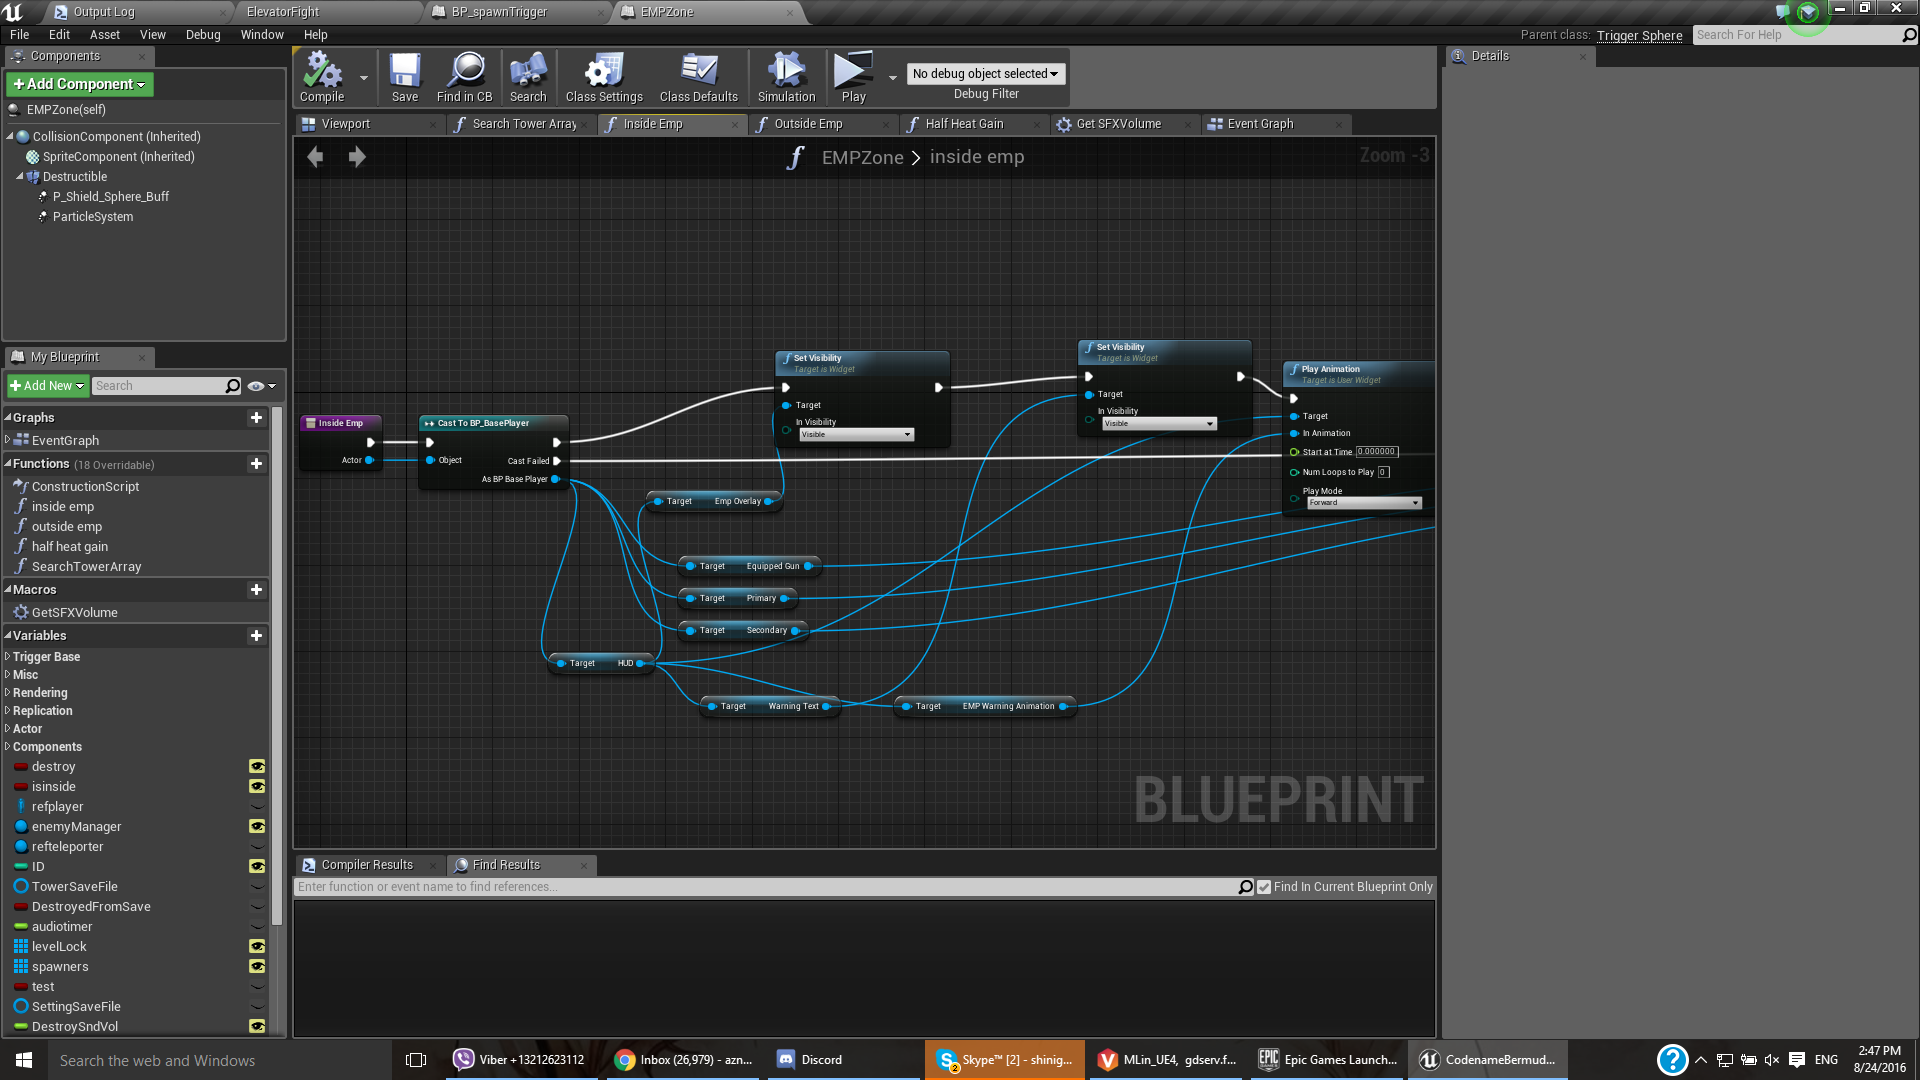 Output Log
ElevatorFight
BP_spawnTrigger
EMPZone
File Edit Asset View Debug Window Help
Parent class: Trigger Sphere
Search For Help
Components
+Add Component
EMPZone(self)
CollisionComponent (Inherited)
SpriteComponent (Inherited)
Destructible
P_Shield_Sphere_Buff
ParticleSystem
Compile
Save
Find in CB
Search
Class Settings
Class Defaults
Simulation
Play
No debug object selected
Debug Filter
Details
Viewport
Search Tower Array
Inside Emp
Outside Emp
Half Heat Gain
Get SFXVolume
Event Graph
EMPZone > inside emp
Zoom -3
My Blueprint
+Add New
Search
Graphs
EventGraph
Functions (18 Overridable)
ConstructionScript
inside emp
outside emp
half heat gain
SearchTowerArray
Macros
GetSFXVolume
Variables
Trigger Base
Misc
Rendering
Replication
Actor
Components
destroy
isinside
refplayer
enemyManager
refteleporter
ID
TowerSaveFile
DestroyedFromSave
audiotimer
levelLock
spawners
test
SettingSaveFile
DestroySndVol
Inside Emp
Actor
Cast To BP_BasePlayer
Object
Cast Failed
As BP Base Player
Set Visibility
Target is Widget
Target
In Visibility
Visible
Set Visibility
Target is Widget
Target
In Visibility
Visible
Play Animation
Target is User Widget
Target
In Animation
Start at Time 0.000000
Num Loops to Play 0
Play Mode
Forward
Target Emp Overlay
Target Equipped Gun
Target Primary
Target Secondary
Target HUD
Target Warning Text
Target EMP Warning Animation
BLUEPRINT
Compiler Results
Find Results
Enter function or event name to find references...
Find In Current Blueprint Only
Search the web and Windows
Viber +13212623112
Inbox (26,979) - azn...
Discord
2
Skype™ [2] - shinig...
MLin_UE4, gdserv.f...
Epic Games Launch...
CodenameBermud...
ENG
2:47 PM
8/24/2016